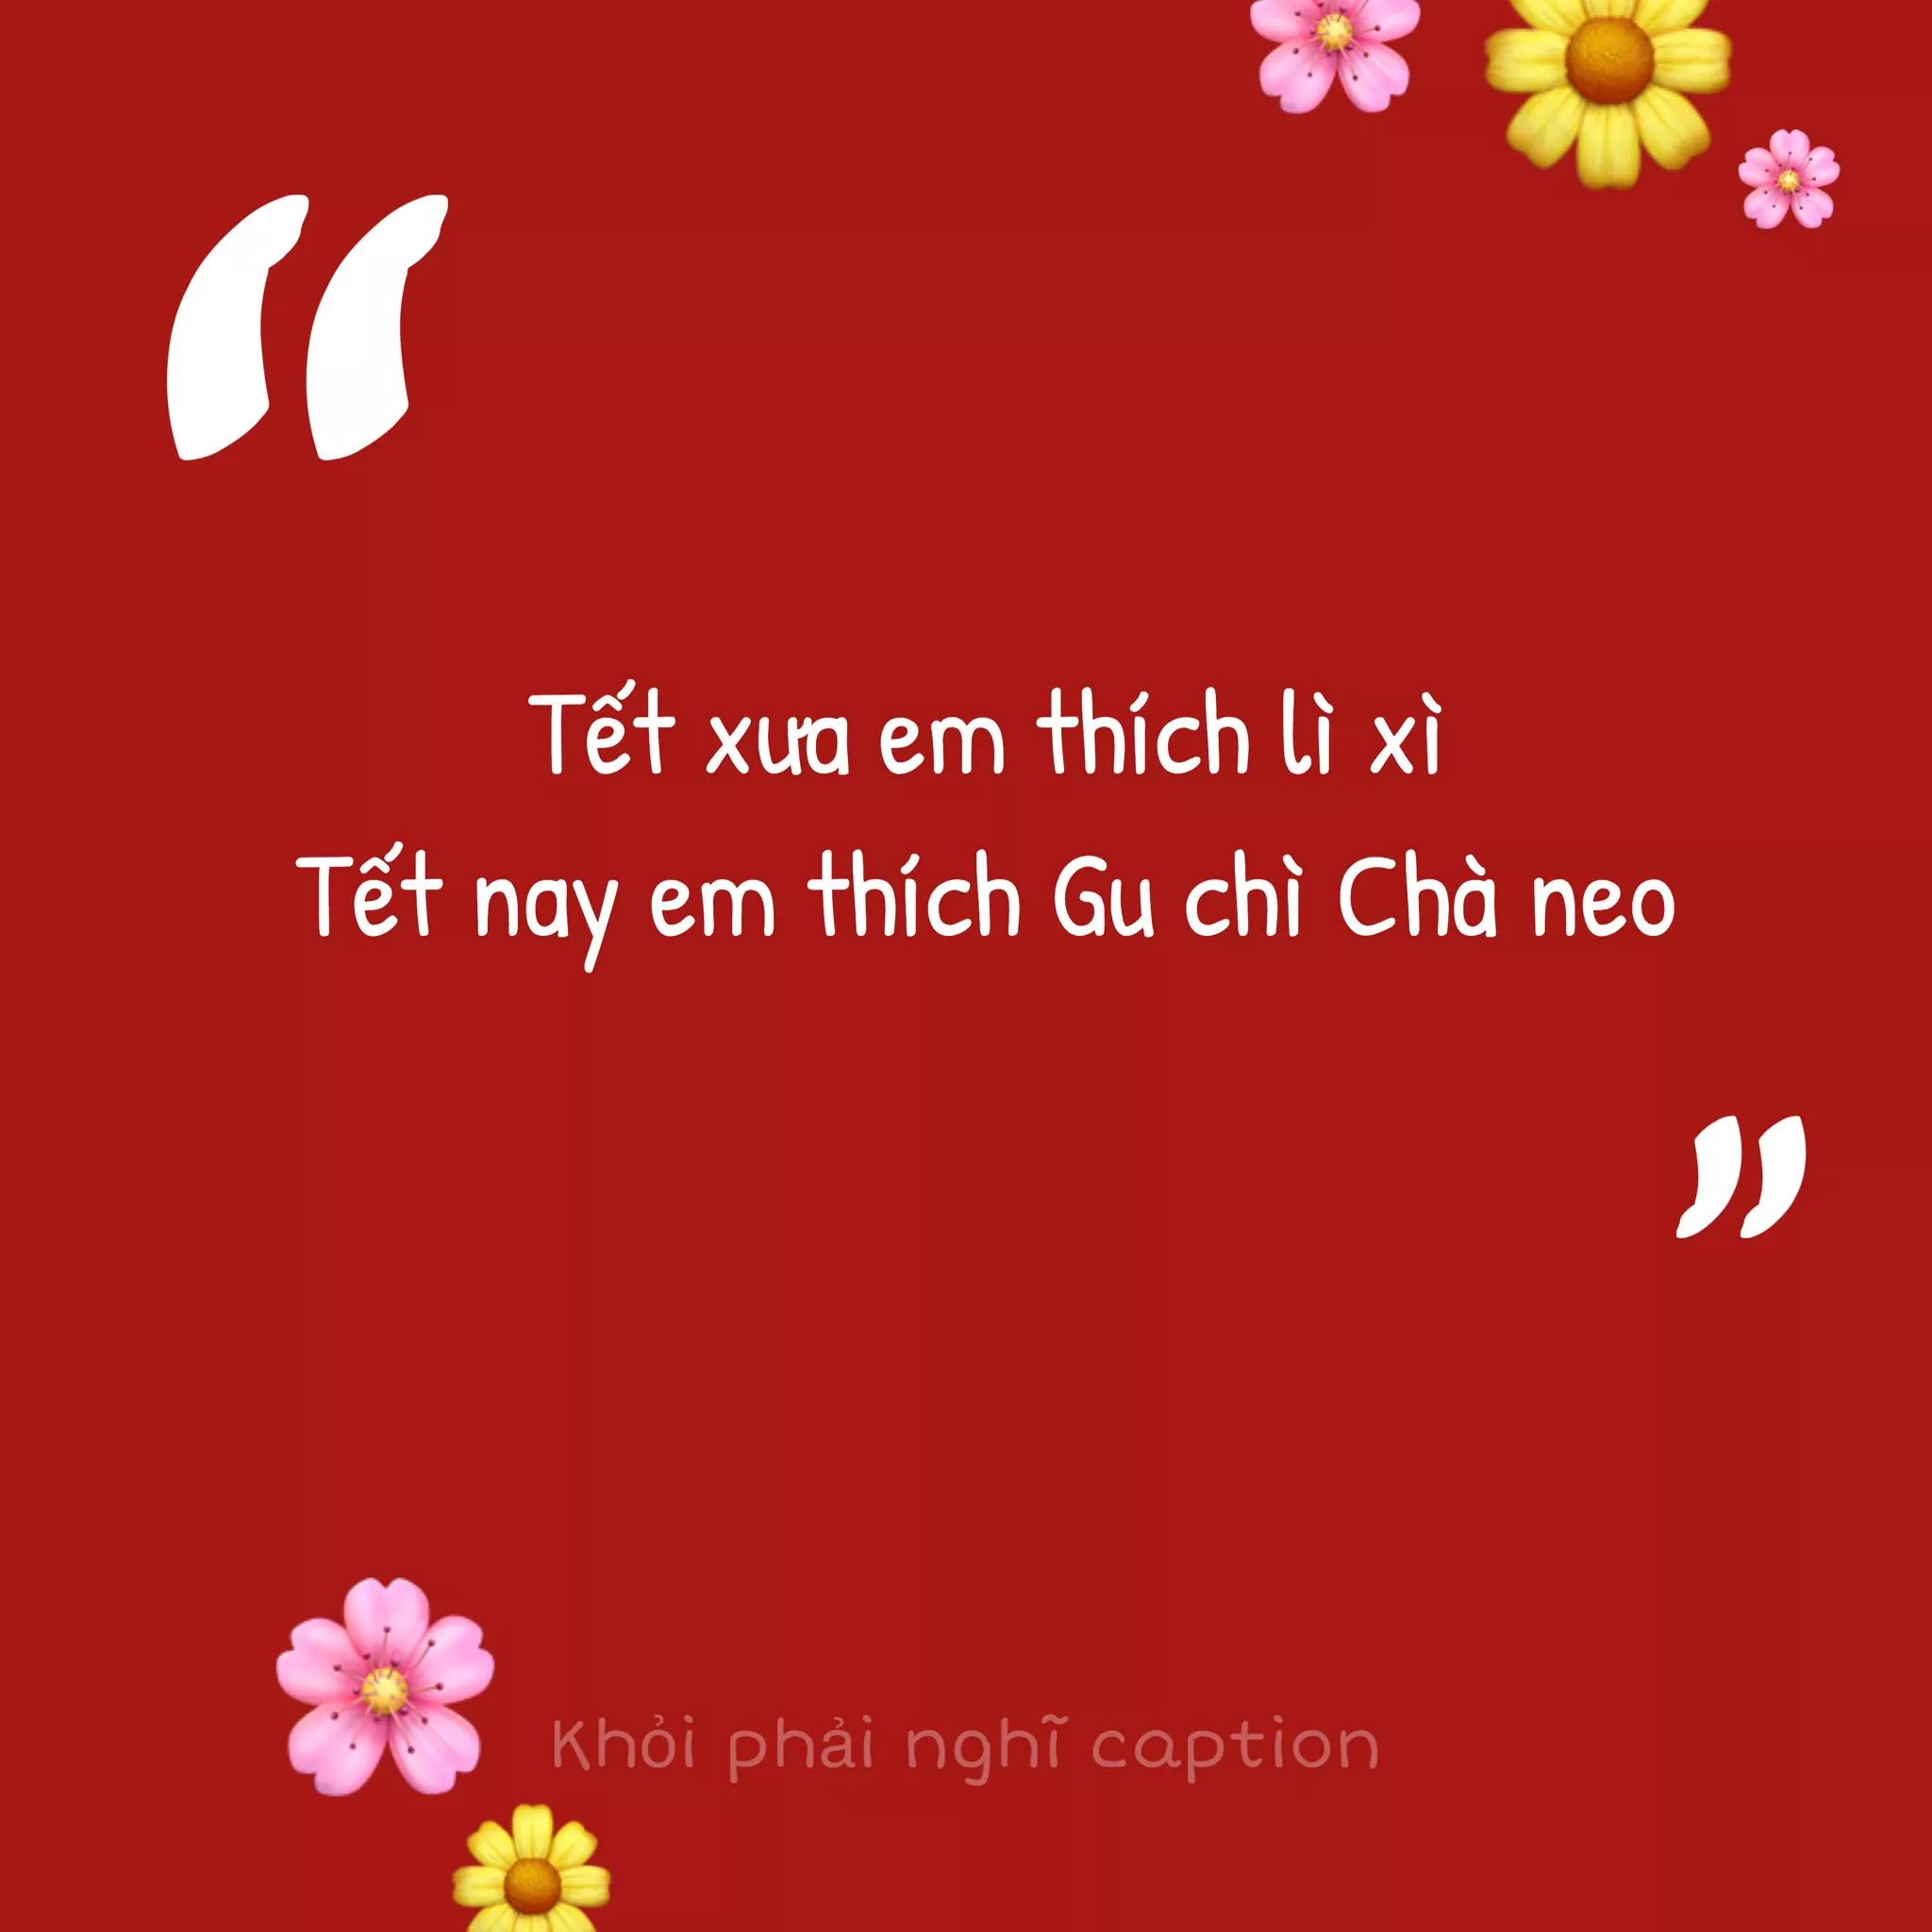 “
Tết xưa em thích lì xì
Tết nay em thích Gu chì Chà neo
”
Khỏi phải nghĩ caption